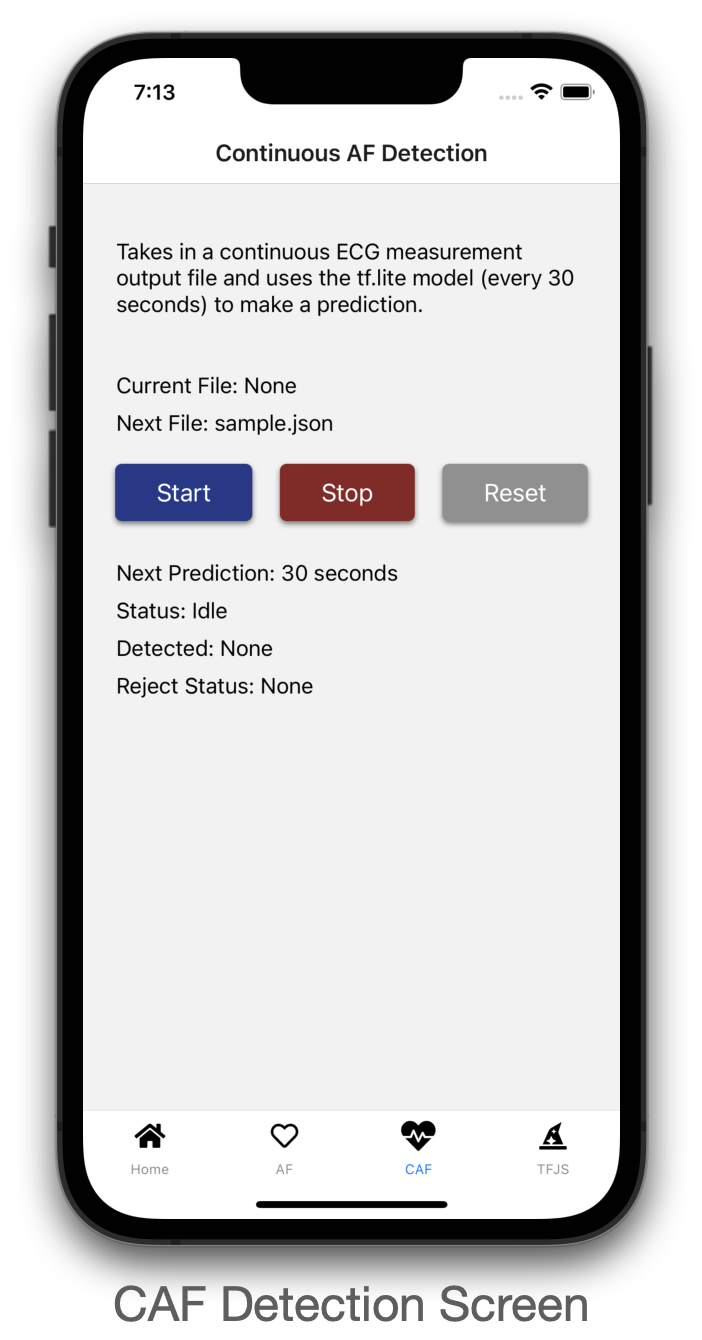 7:13
Continuous AF Detection
Takes in a continuous ECG measurement
output file and uses the tf.lite model (every 30
seconds) to make a prediction.
Current File: None
Next File: sample.json
Start Stop Reset
Next Prediction: 30 seconds
Status: Idle
Detected: None
Reject Status: None
Home AF CAF TFJS
CAF Detection Screen